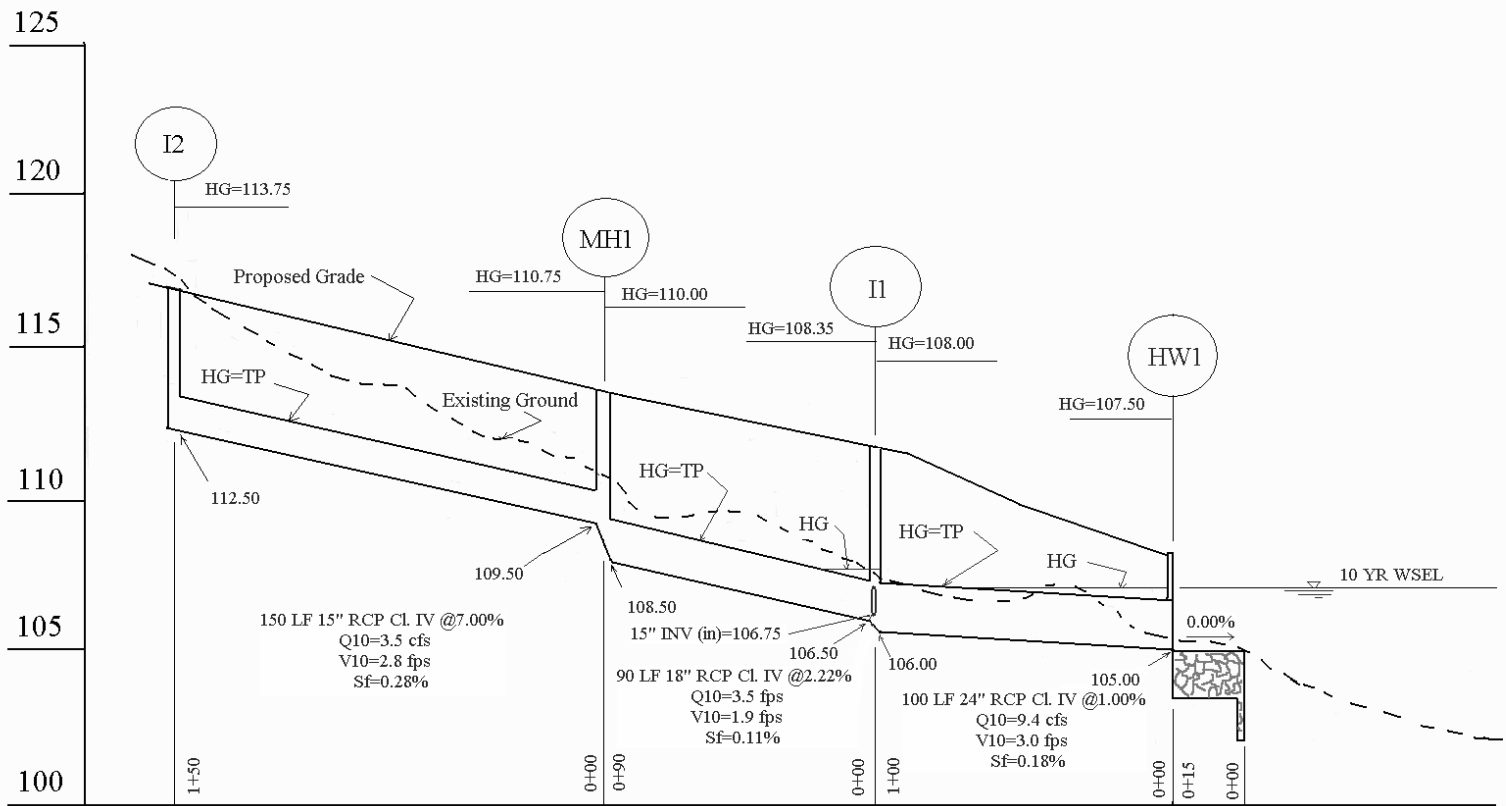 125
120
115
110
105
100
I2
HG=113.75
MH1
HG=110.75
HG=110.00
I1
HG=108.35
HG=108.00
HW1
HG=107.50
Proposed Grade
HG=TP
Existing Ground
HG=TP
HG
HG=TP
HG
10 YR WSEL
112.50
109.50
108.50
15" INV (in)=106.75
106.50
106.00
105.00
0.00%
150 LF 15" RCP Cl. IV @7.00%
Q10=3.5 cfs
V10=2.8 fps
Sf=0.28%
90 LF 18" RCP Cl. IV @2.22%
Q10=3.5 fps
V10=1.9 fps
Sf=0.11%
100 LF 24" RCP Cl. IV @1.00%
Q10=9.4 cfs
V10=3.0 fps
Sf=0.18%
1+50
0+00
0+90
0+00
1+00
0+00
0+15
0+00